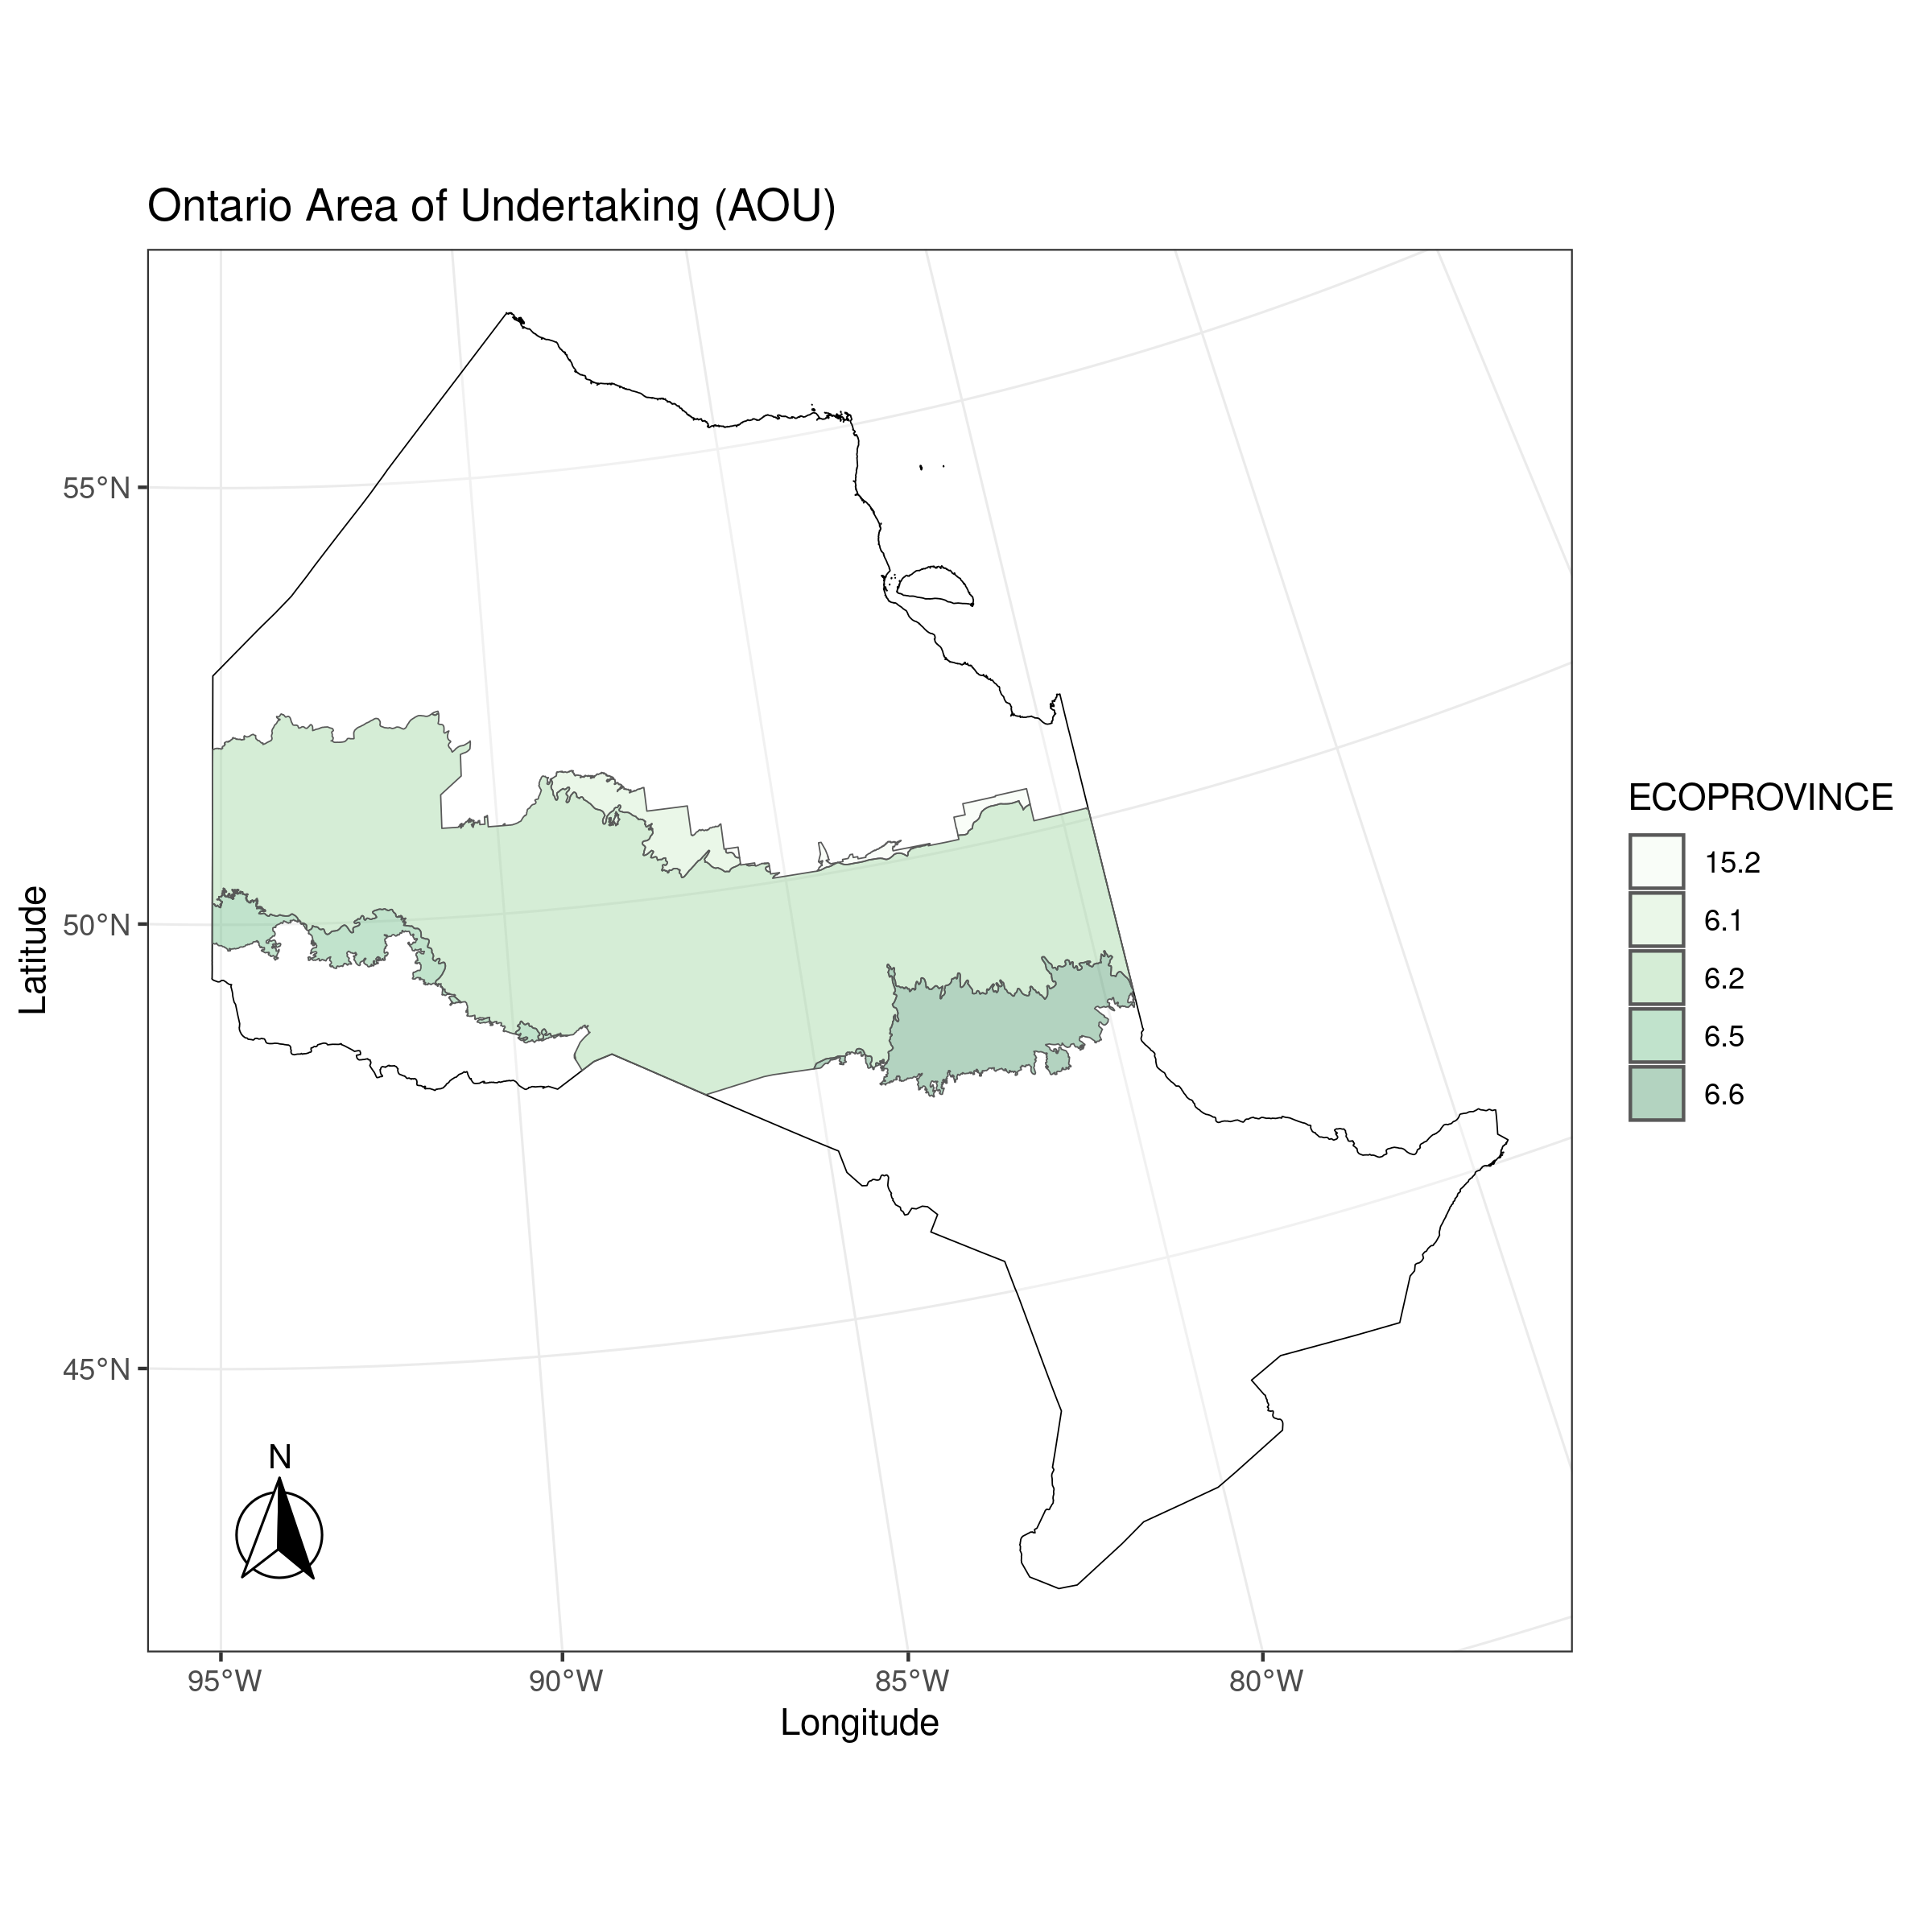 Ontario Area of Undertaking (AOU)
55°N
50°N
45°N
Latitude
N
95°W
90°W
85°W
80°W
Longitude
ECOPROVINCE
15.2
6.1
6.2
6.5
6.6